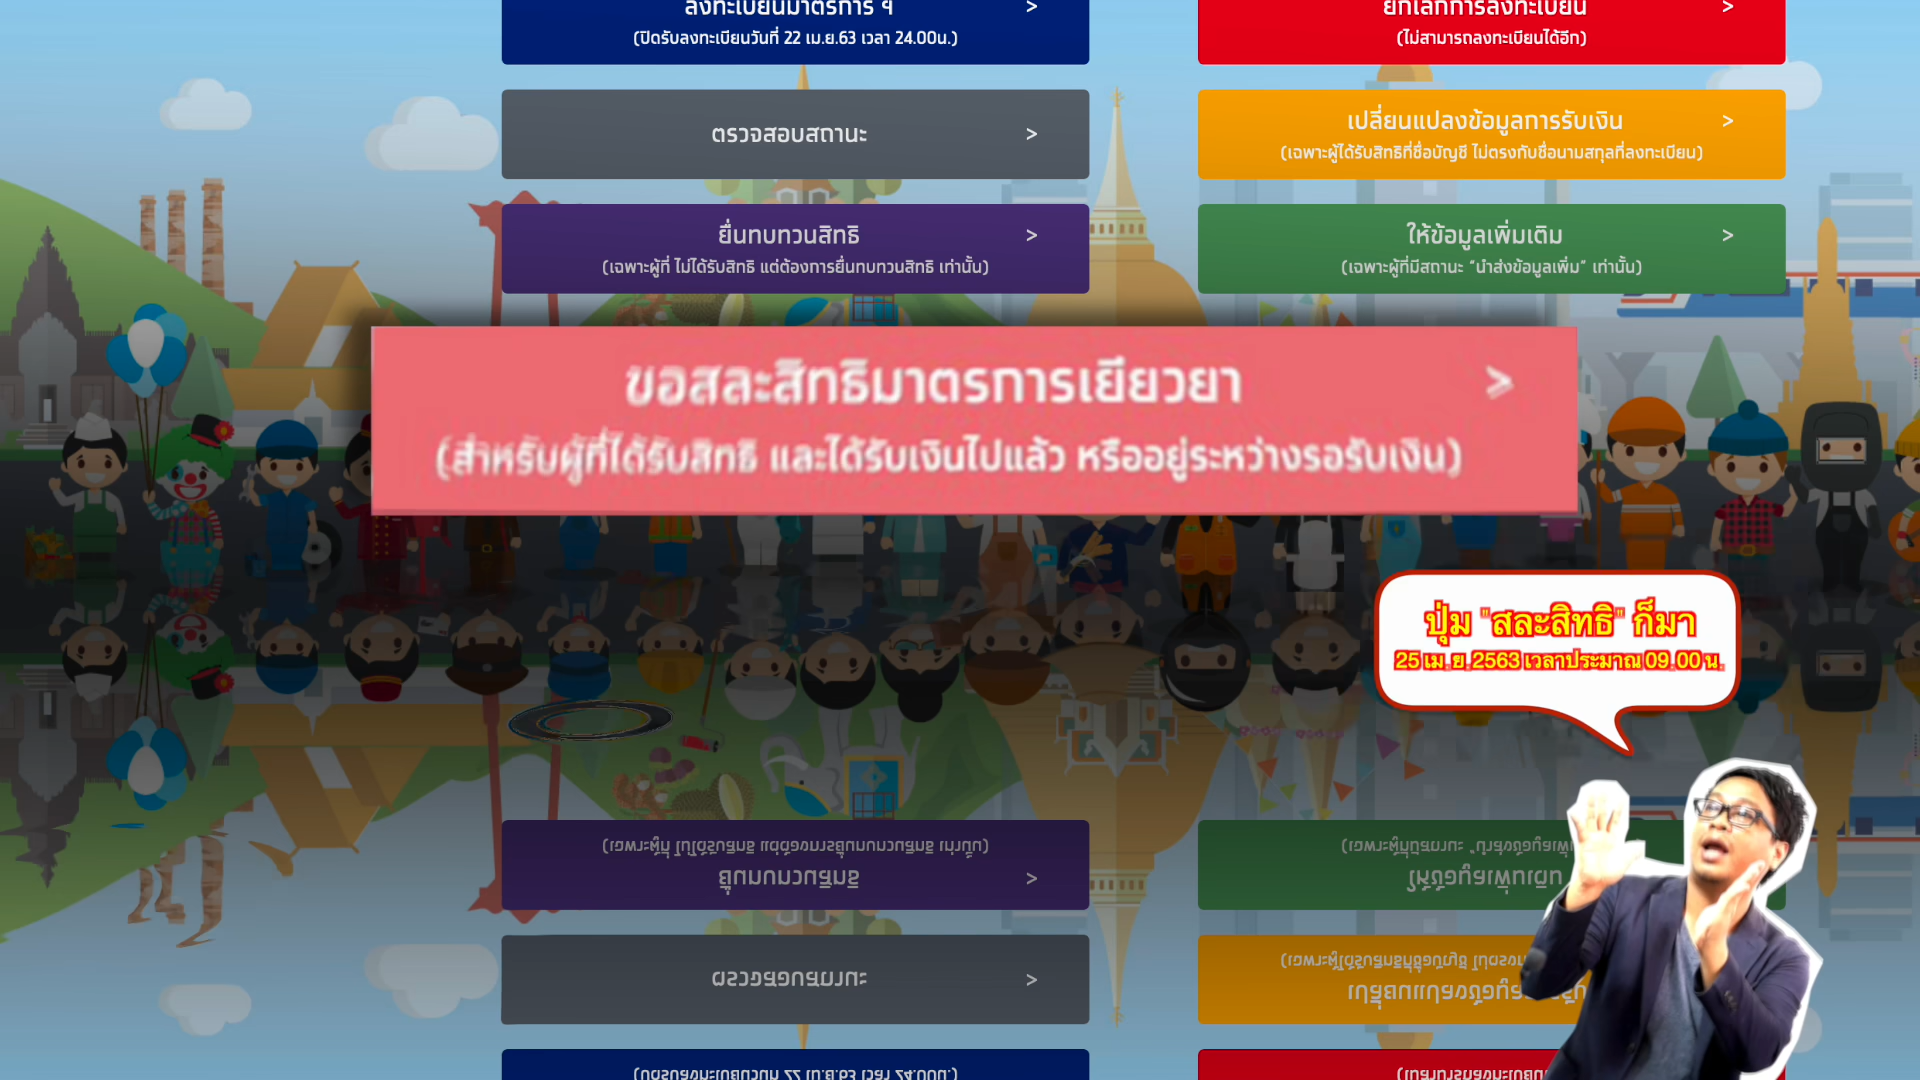 ลงทะเบียนมาตรการ ฯ >
(ปิดรับลงทะเบียนวันที่ 22 เม.ย.63 เวลา 24.00น.)
ยกเลิกการลงทะเบียน >
(ไม่สามารถลงทะเบียนได้อีก)
ตรวจสอบสถานะ >
เปลี่ยนแปลงข้อมูลการรับเงิน >
(เฉพาะผู้ได้รับสิทธิที่ชื่อบัญชี ไม่ตรงกับชื่อนามสกุลที่ลงทะเบียน)
ยื่นทบทวนสิทธิ >
(เฉพาะผู้ที่ ไม่ได้รับสิทธิ แต่ต้องการยื่นทบทวนสิทธิ เท่านั้น)
ให้ข้อมูลเพิ่มเติม >
(เฉพาะผู้ที่มีสถานะ "นำส่งข้อมูลเพิ่ม" เท่านั้น)
ขอสละสิทธิมาตรการเยียวยา >
(สำหรับผู้ที่ได้รับสิทธิ และได้รับเงินไปแล้ว หรืออยู่ระหว่างรอรับเงิน)
ปุ่ม "สละสิทธิ" ก็มา
25 เม.ย. 2563 เวลาประมาณ 09.00 น.